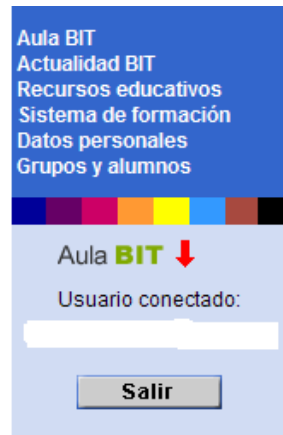 Aula BIT
Actualidad BIT
Recursos educativos
Sistema de formación
Datos personales
Grupos y alumnos
Aula BIT
Usuario conectado:
Salir